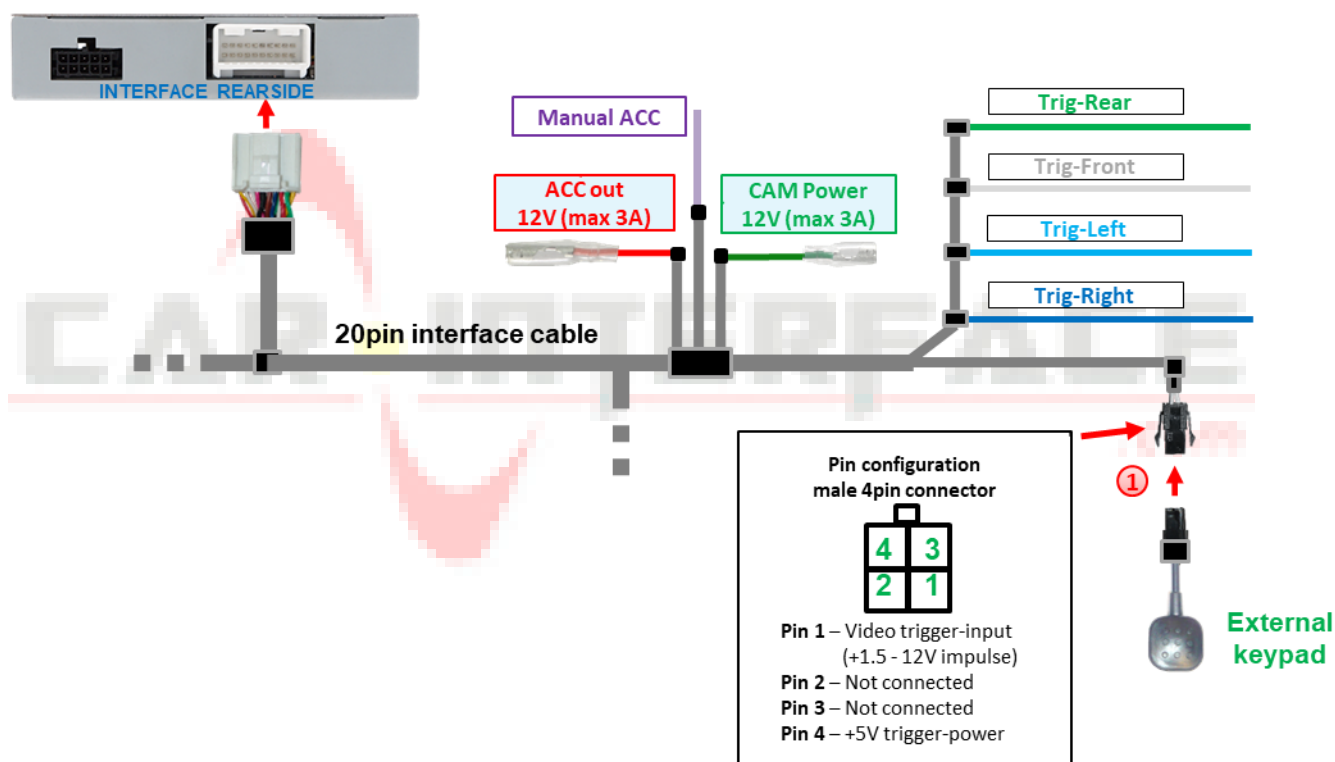 INTERFACE REARSIDE
Manual ACC
ACC out
12V (max 3A)
CAM Power
12V (max 3A)
Trig-Rear
Trig-Front
Trig-Left
Trig-Right
20pin interface cable
CAR INTERFACE
Pin configuration
male 4pin connector
4 3
2 1
Pin 1 – Video trigger-input
(+1.5 - 12V impulse)
Pin 2 – Not connected
Pin 3 – Not connected
Pin 4 – +5V trigger-power
1
External
keypad